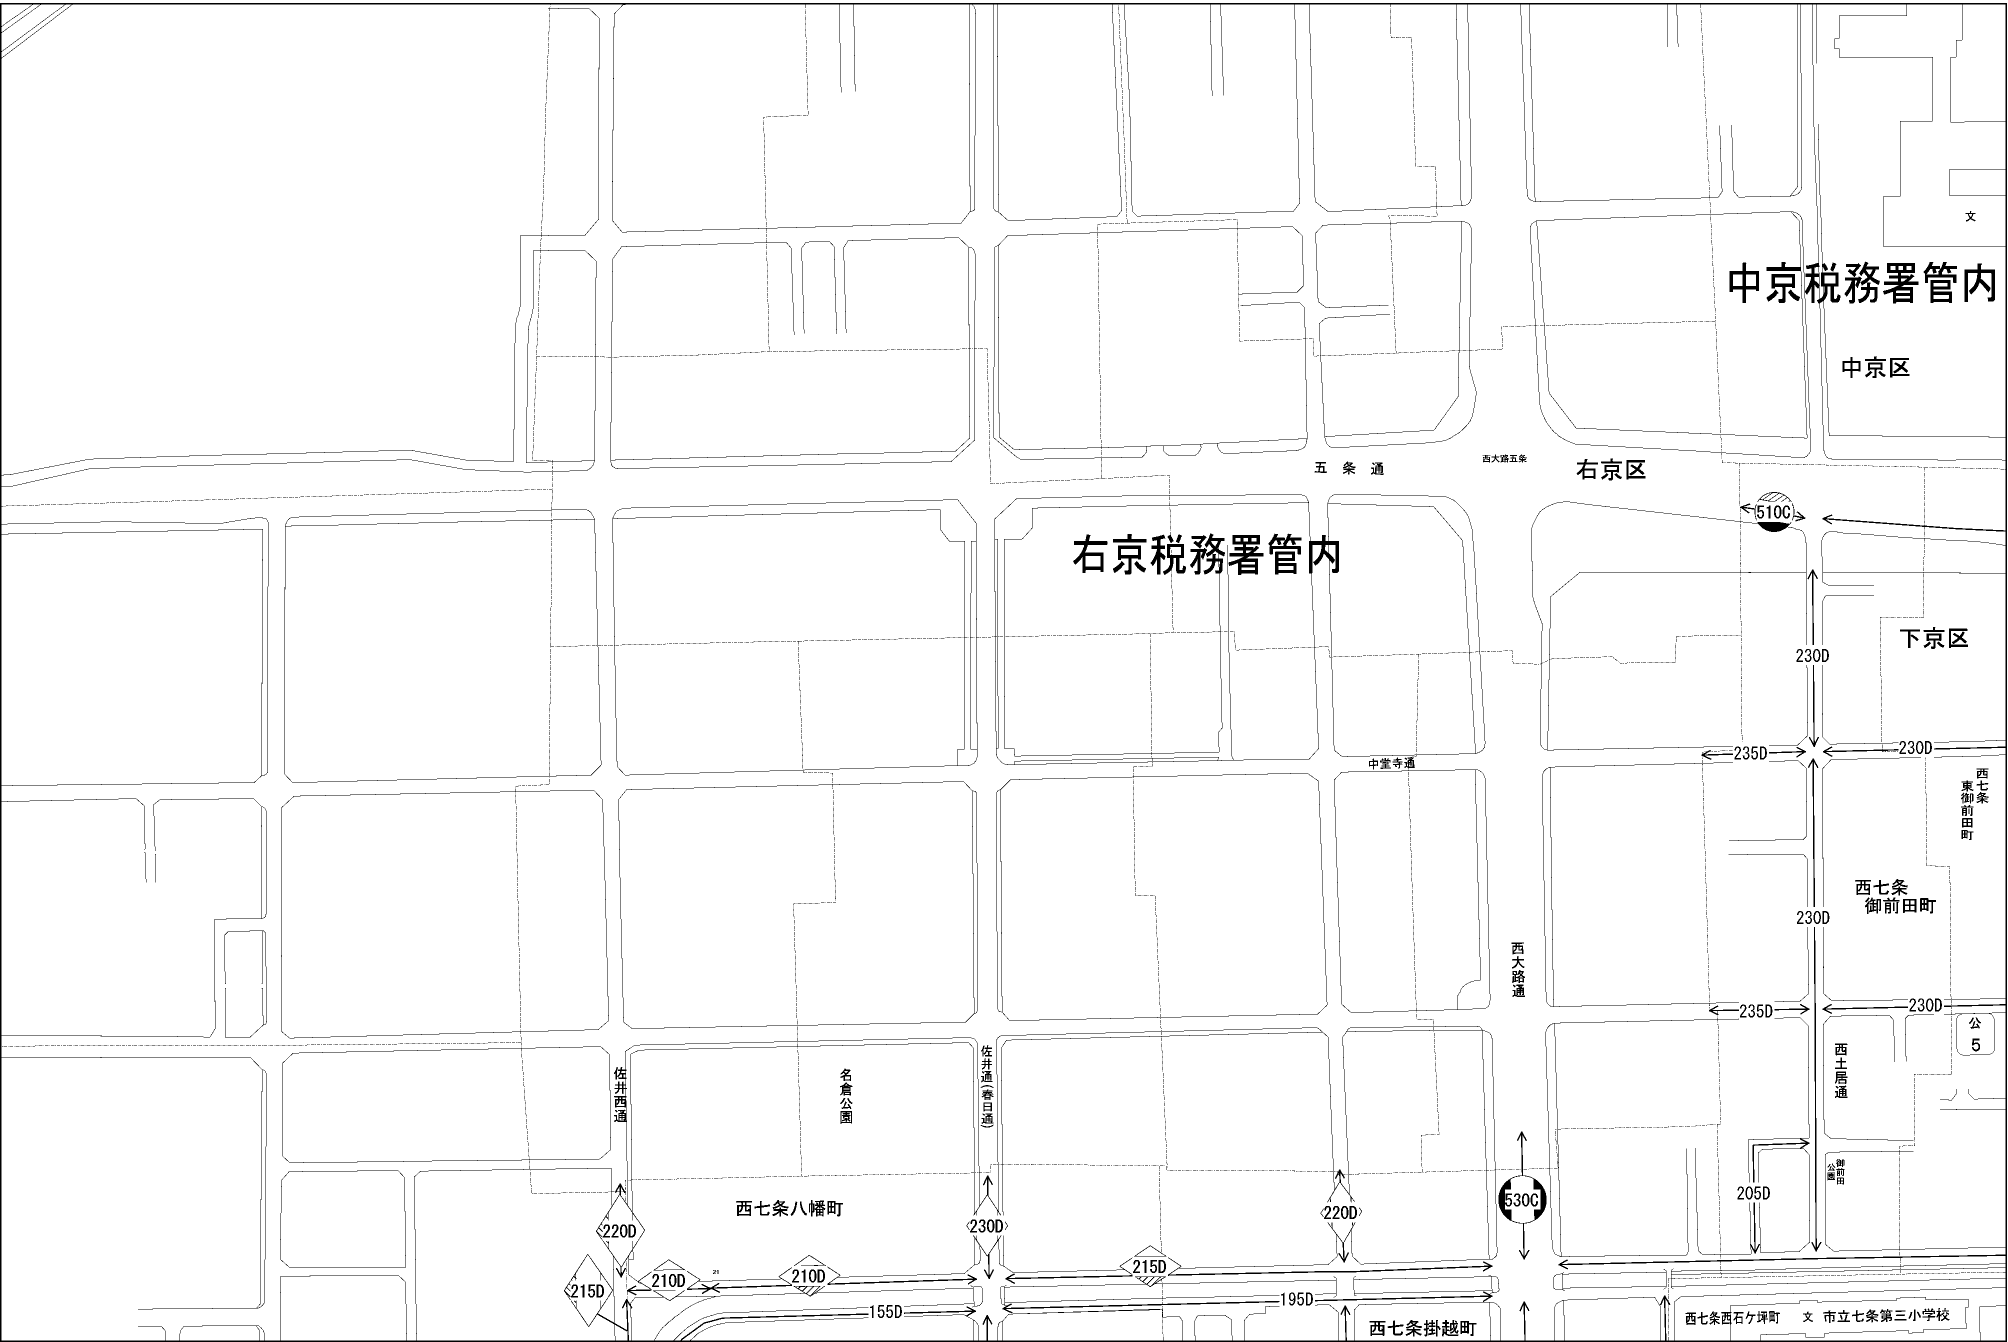 文
中京税務署管内
中京区
五条通
西大路五条
右京区
510C
右京税務署管内
下京区
230D
235D
230D
中堂寺通
西七条
東御前田町
西七条
御前田町
230D
西大路通
235D
230D
公
5
西土居通
佐井西通
名倉公園
佐井通(春日通)
御前田
公園
205D
530C
西七条八幡町
220D
230D
220D
21
210D
210D
215D
215D
155D
195D
西七条西石ケ坪町
文 市立七条第三小学校
西七条掛越町